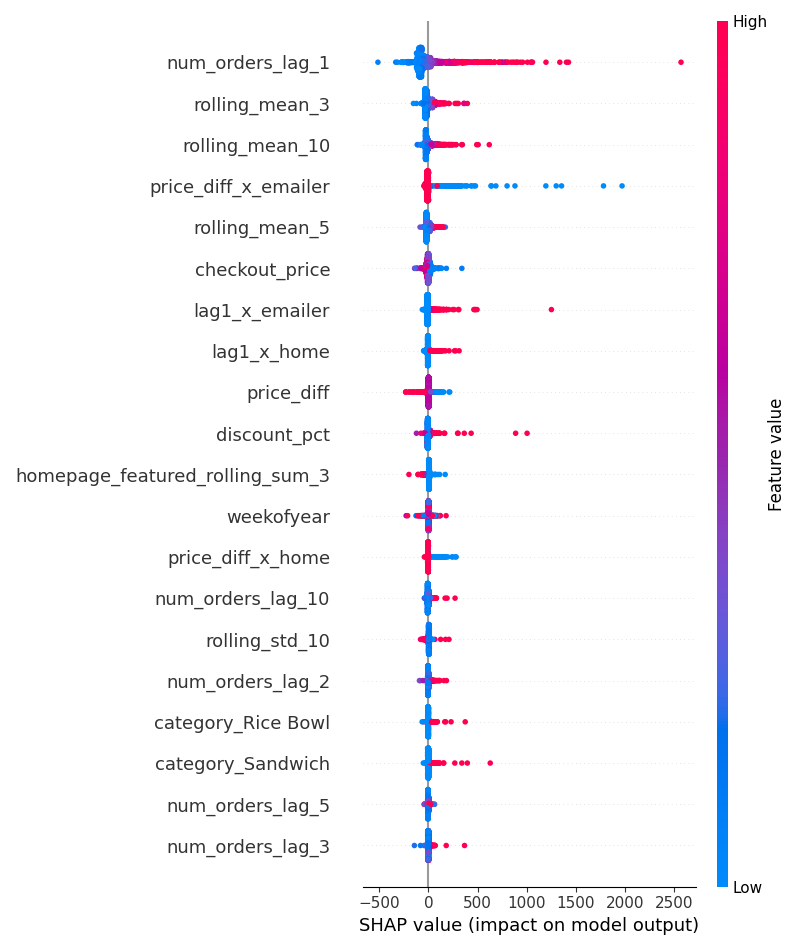 High
num_orders_lag_1
rolling_mean_3
rolling_mean_10
price_diff_x_emailer
rolling_mean_5
checkout_price
lag1_x_emailer
lag1_x_home
price_diff
discount_pct
homepage_featured_rolling_sum_3
weekofyear
price_diff_x_home
num_orders_lag_10
rolling_std_10
num_orders_lag_2
category_Rice Bowl
category_Sandwich
num_orders_lag_5
num_orders_lag_3
Feature value
Low
−500 0 500 1000 1500 2000 2500
SHAP value (impact on model output)